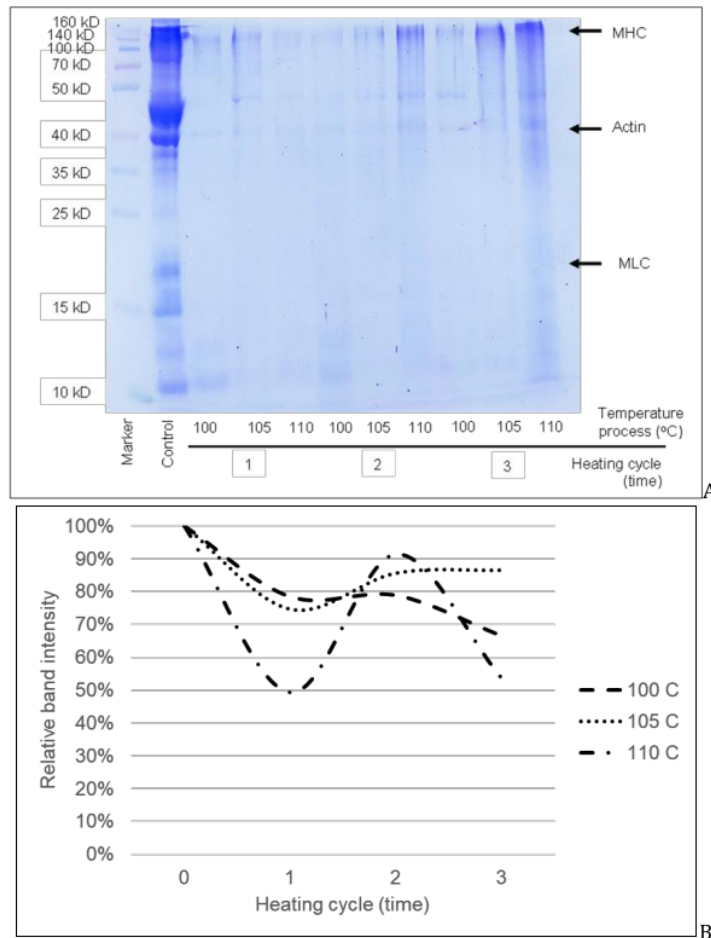 160 kD
140 kD
100 kD
70 kD
50 kD
40 kD
35 kD
25 kD
15 kD
10 kD
MHC
Actin
MLC
Marker
Control
100 105 110 100 105 110 100 105 110
Temperature
process (ºC)
1 2 3
Heating cycle
(time)
A
100%
90%
80%
70%
60%
50%
40%
30%
20%
10%
0%
Relative band intensity
0 1 2 3
Heating cycle (time)
100 C
105 C
110 C
B